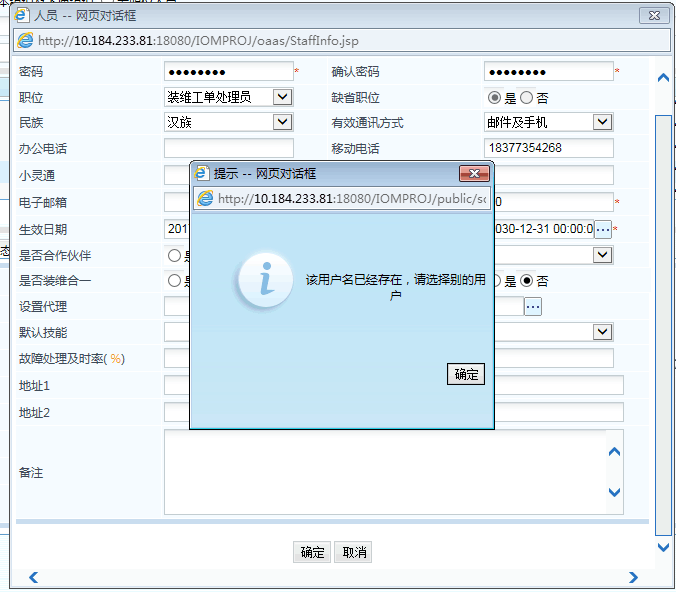 人员 -- 网页对话框
http://10.184.233.81:18080/IOMPROJ/oaas/StaffInfo.jsp
密码 ●●●●●●●● * 确认密码 ●●●●●●●● *
职位 装维工单处理员 缺省职位 是 否
民族 汉族 有效通讯方式 邮件及手机
办公电话 移动电话 18377354268
提示 -- 网页对话框
小灵通
http://10.184.233.81:18080/IOMPROJ/public/sc
电子邮箱 0 *
生效日期 201 030-12-31 00:00:0 ... *
是否合作伙伴
该用户名已经存在，请选择别的用
户
是否装维合一 是 否
设置代理 ...
默认技能
故障处理及时率( %)
确定
地址1
地址2
备注
确定 取消